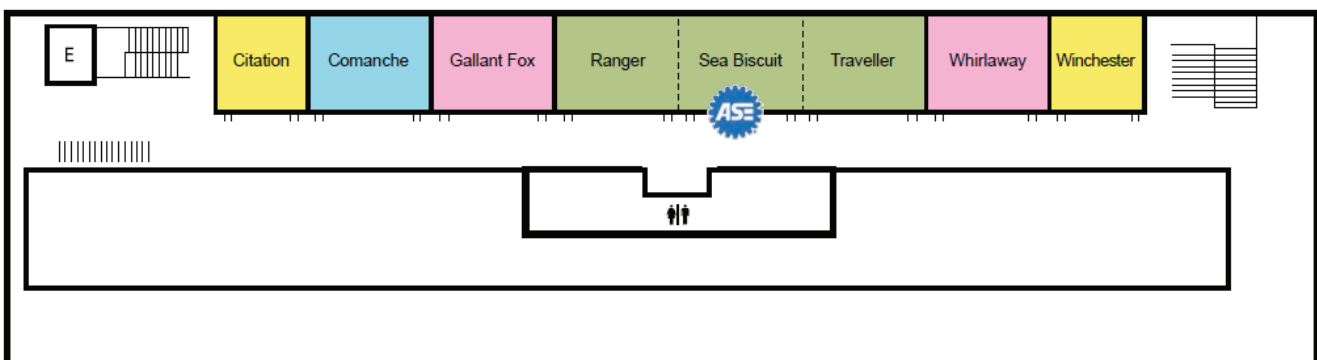 E
Citation
Comanche
Gallant Fox
Ranger
Sea Biscuit
Traveller
Whirlaway
Winchester
ASE